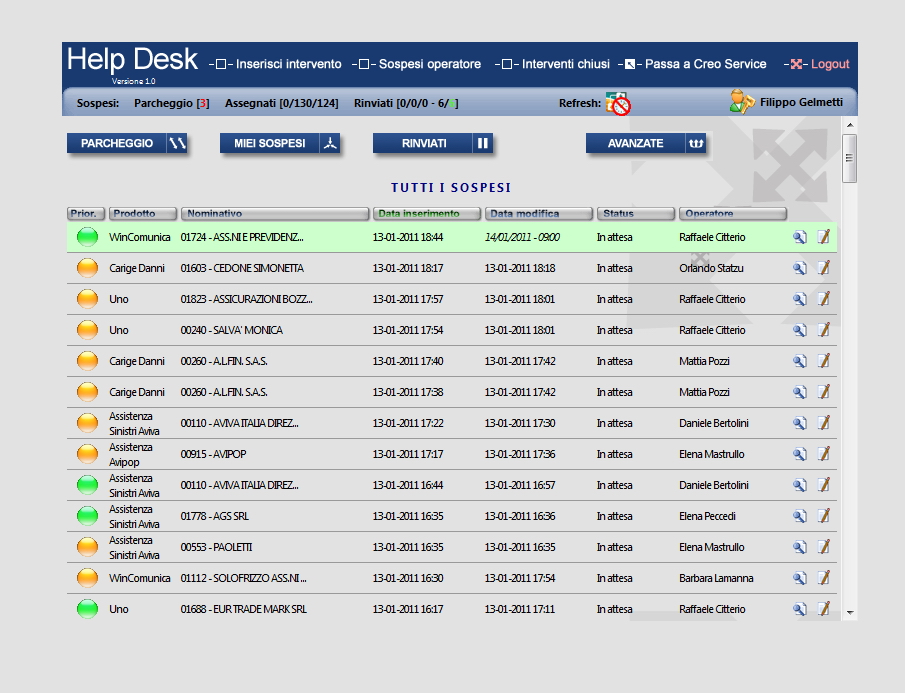 Help Desk
Versione 1.0
Inserisci intervento
Sospesi operatore
Interventi chiusi
Passa a Creo Service
Logout
Sospesi: Parcheggio [3] Assegnati [0/130/124] Rinviati [0/0/0 - 6/ ] Refresh: Filippo Gelmetti
PARCHEGGIO MIEI SOSPESI RINVIATI AVANZATE
TUTTI I SOSPESI
Prior. Prodotto Nominativo Data inserimento Data modifica Status Operatore
WinComunica 01724 - ASS.NI E PREVIDENZ... 13-01-2011 18:44 14/01/2011 - 09:00 In attesa Raffaele Citterio
Carige Danni 01603 - CEDONE SIMONETTA 13-01-2011 18:17 13-01-2011 18:18 In attesa Orlando Statzu
Uno 01823 - ASSICURAZIONI BOZZ... 13-01-2011 17:57 13-01-2011 18:01 In attesa Raffaele Citterio
Uno 00240 - SALVA' MONICA 13-01-2011 17:54 13-01-2011 18:01 In attesa Raffaele Citterio
Carige Danni 00260 - A.L.FIN. S.A.S. 13-01-2011 17:40 13-01-2011 17:42 In attesa Mattia Pozzi
Carige Danni 00260 - A.L.FIN. S.A.S. 13-01-2011 17:38 13-01-2011 17:42 In attesa Mattia Pozzi
Assistenza Sinistri Aviva 00110 - AVIVA ITALIA DIREZ... 13-01-2011 17:22 13-01-2011 17:30 In attesa Daniele Bertolini
Assistenza Avipop 00915 - AVIPOP 13-01-2011 17:17 13-01-2011 17:36 In attesa Elena Mastrullo
Assistenza Sinistri Aviva 00110 - AVIVA ITALIA DIREZ... 13-01-2011 16:44 13-01-2011 16:57 In attesa Daniele Bertolini
Assistenza Sinistri Aviva 01778 - AGS SRL 13-01-2011 16:35 13-01-2011 16:36 In attesa Elena Peccedi
Assistenza Sinistri Aviva 00553 - PAOLETTI 13-01-2011 16:35 13-01-2011 16:35 In attesa Elena Mastrullo
WinComunica 01112 - SOLOFRIZZO ASS.NI ... 13-01-2011 16:30 13-01-2011 17:54 In attesa Barbara Lamanna
Uno 01688 - EUR TRADE MARK SRL 13-01-2011 16:17 13-01-2011 17:11 In attesa Raffaele Citterio